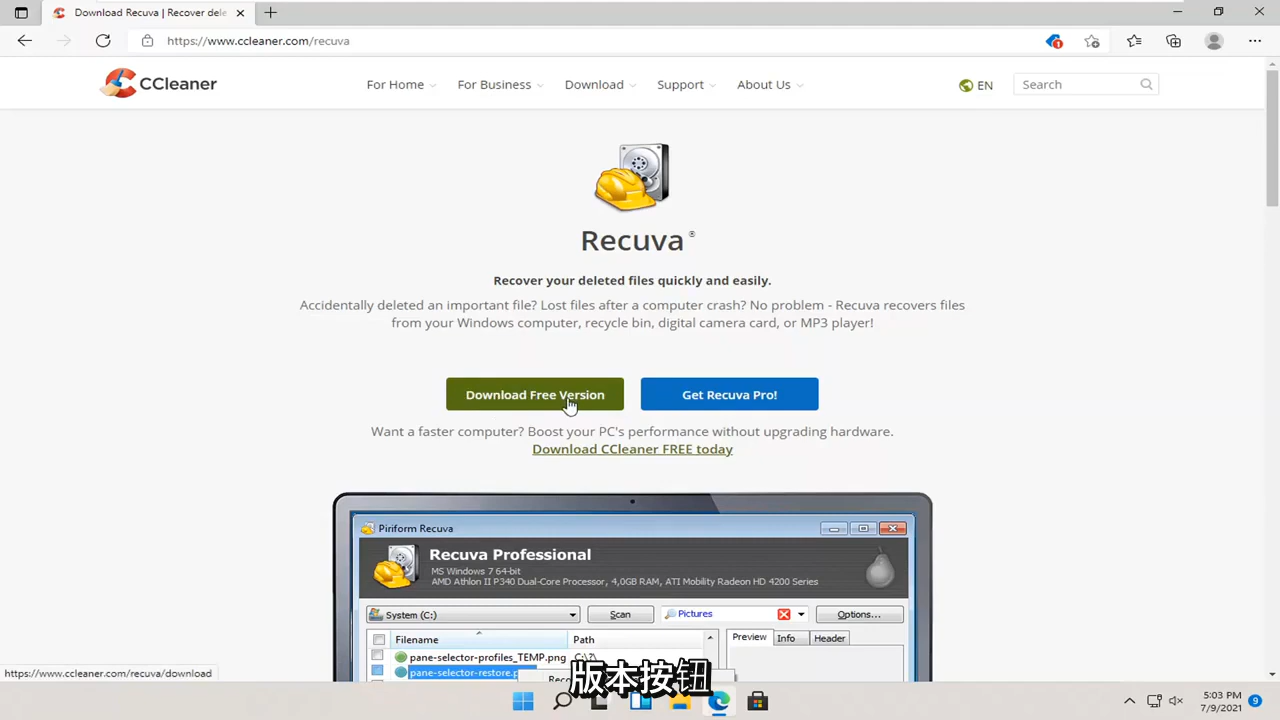 Download Recuva | Recover dele
https://www.ccleaner.com/recuva
1
CCleaner
For Home
For Business
Download
Support
About Us
EN
Search
Recuva®
Recover your deleted files quickly and easily.
Accidentally deleted an important file? Lost files after a computer crash? No problem - Recuva recovers files
from your Windows computer, recycle bin, digital camera card, or MP3 player!
Download Free Version
Get Recuva Pro!
Want a faster computer? Boost your PC's performance without upgrading hardware.
Download CCleaner FREE today
Piriform Recuva
Recuva Professional
MS Windows 7 64-bit
AMD Athlon II P340 Dual-Core Processor, 4,0GB RAM, ATI Mobility Radeon HD 4200 Series
System (C:)
Scan
Pictures
Options...
Filename
Path
Preview
Info
Header
pane-selector-profiles_TEMP.png
C:\?\
pane-selector-restore.p
https://www.ccleaner.com/recuva/download
版本按钮
5:03 PM
7/9/2021
9